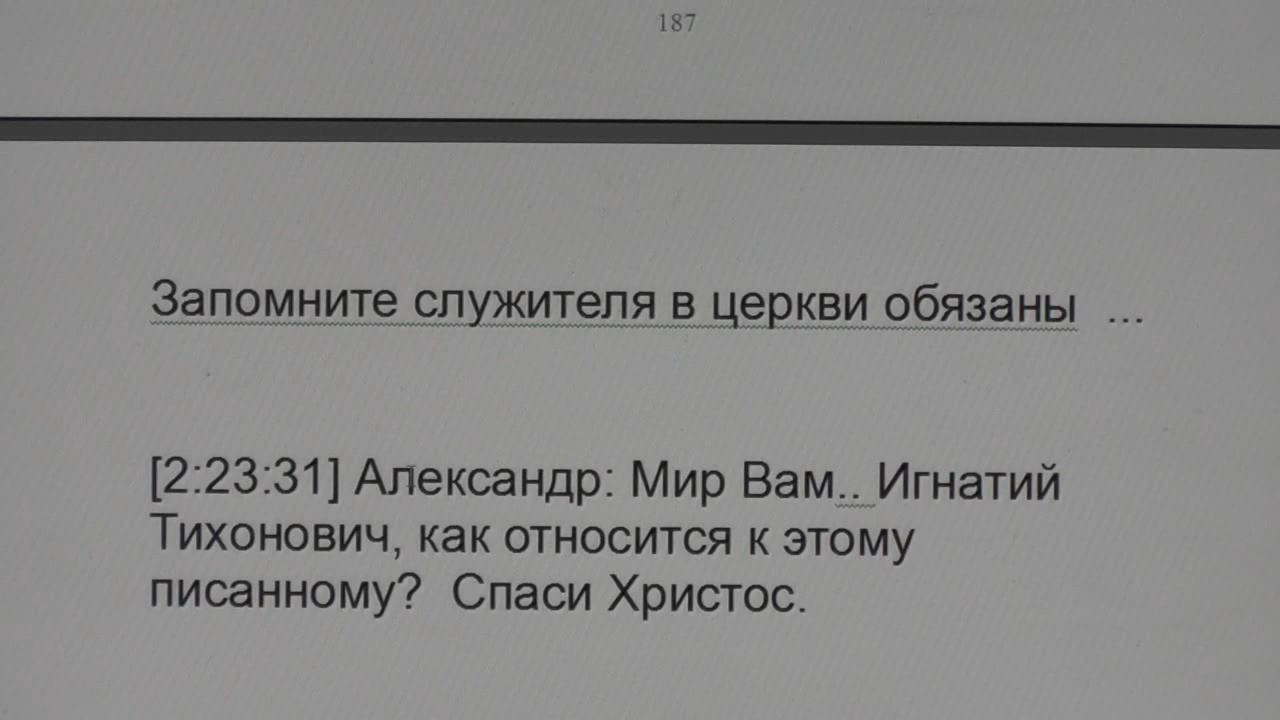 187
Запомните служителя в церкви обязаны ...
[2:23:31] Александр: Мир Вам.. Игнатий
Тихонович, как относится к этому
писанному? Спаси Христос.